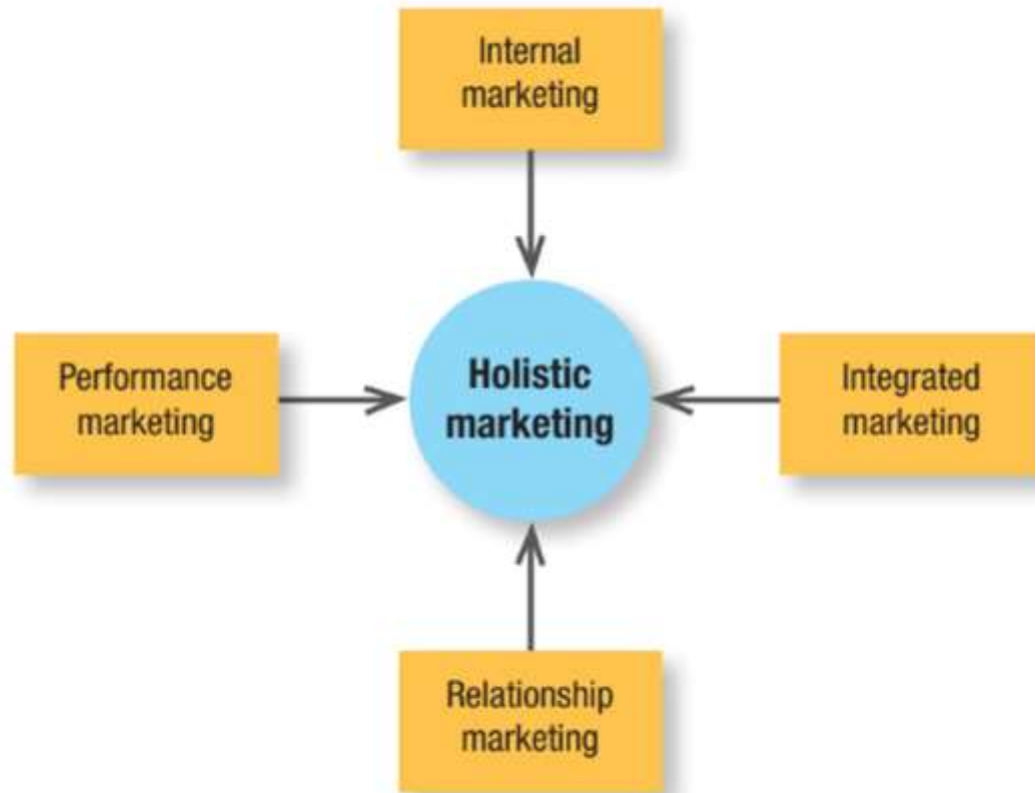 Internal
marketing
Performance
marketing
Holistic
marketing
Integrated
marketing
Relationship
marketing